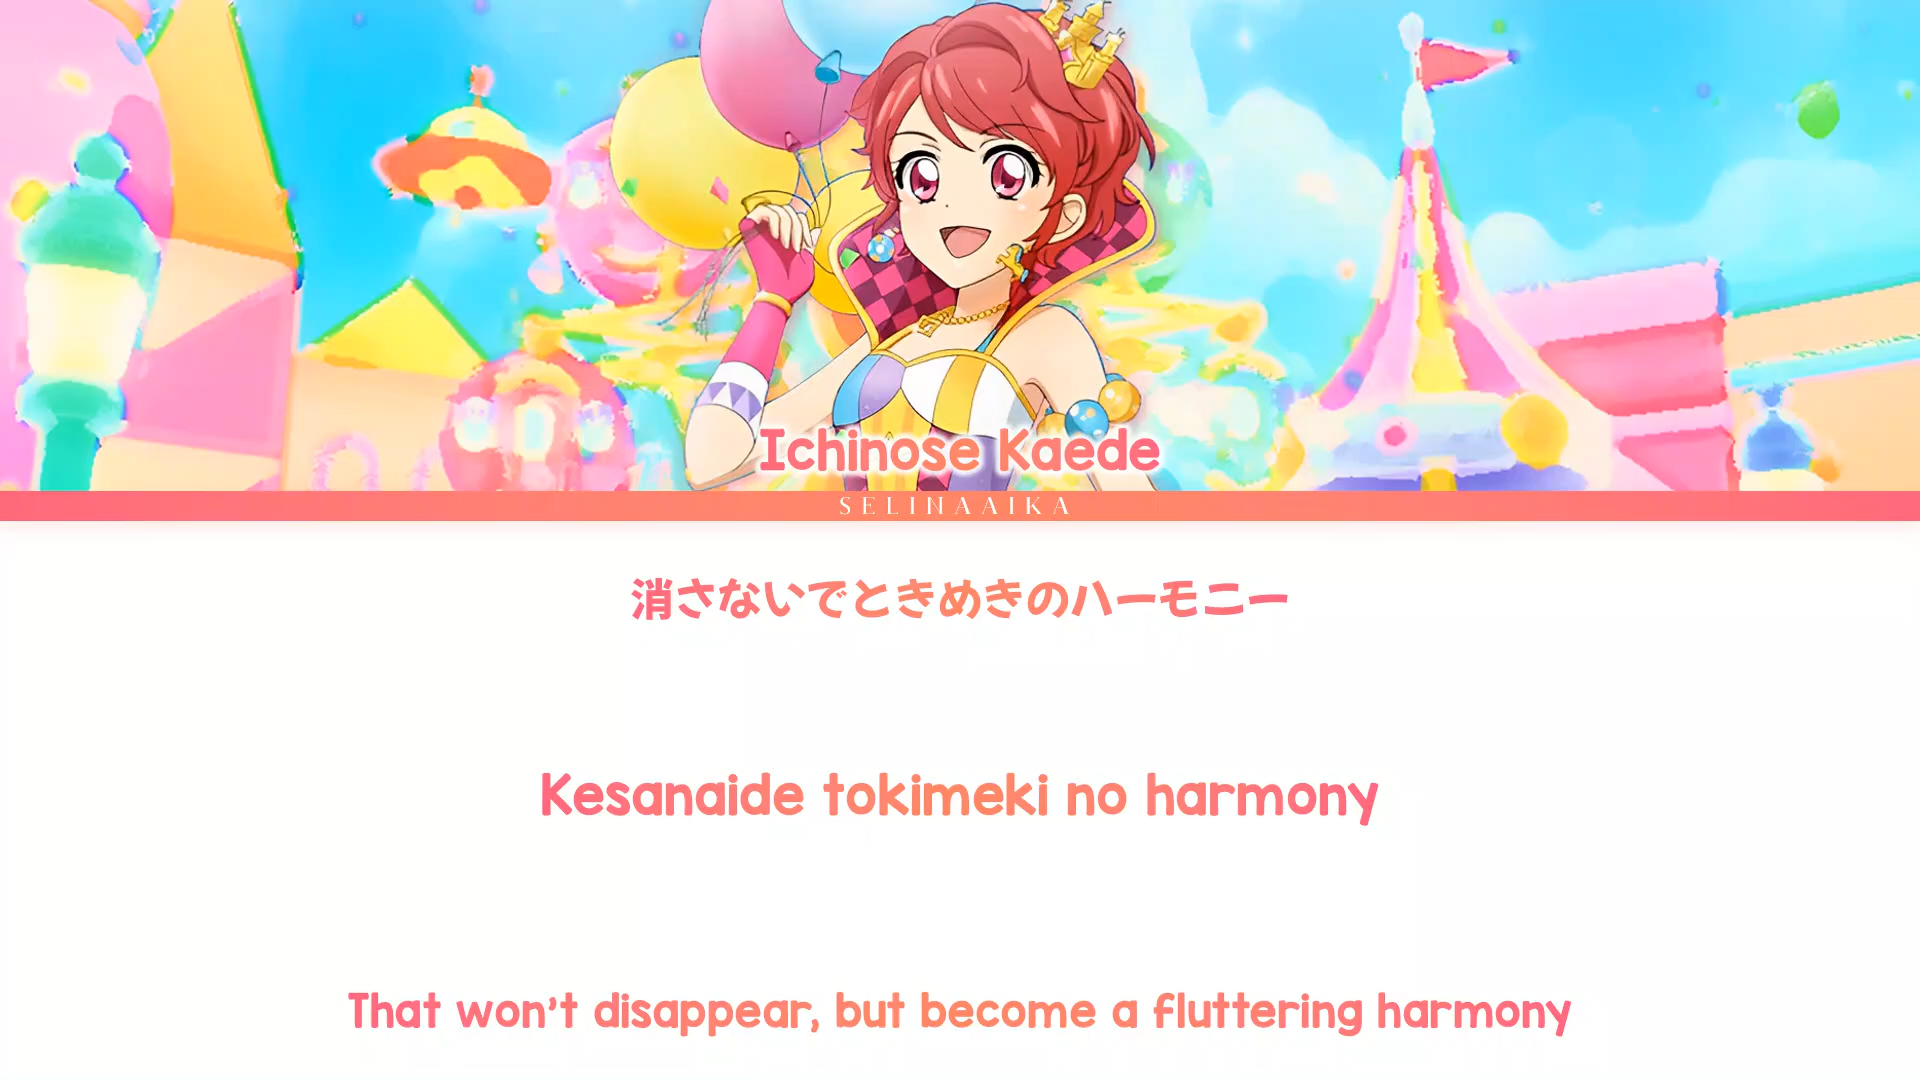 Ichinose Kaede
SELINAAIKA
消さないでときめきのハーモニー
Kesanaide tokimeki no harmony
That won't disappear, but become a fluttering harmony